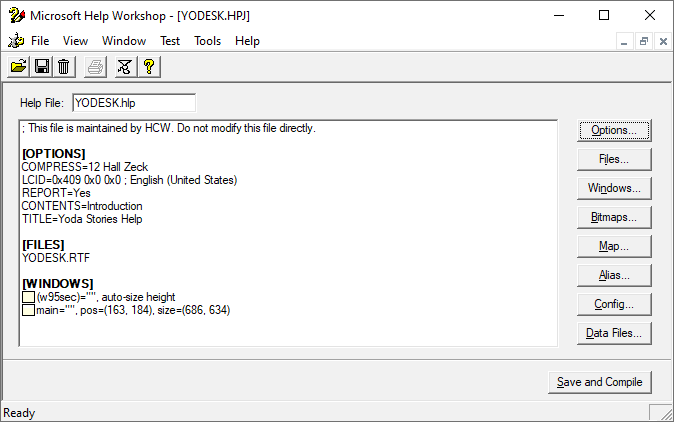 Microsoft Help Workshop - [YODESK.HPJ]
File View Window Test Tools Help
Help File: YODESK.hlp
; This file is maintained by HCW. Do not modify this file directly.
[OPTIONS]
COMPRESS=12 Hall Zeck
LCID=0x409 0x0 0x0 ; English (United States)
REPORT=Yes
CONTENTS=Introduction
TITLE=Yoda Stories Help
[FILES]
YODESK.RTF
[WINDOWS]
(w95sec)="", auto-size height
main="", pos=(163, 184), size=(686, 634)
Options...
Files...
Windows...
Bitmaps...
Map...
Alias...
Config...
Data Files...
Save and Compile
Ready